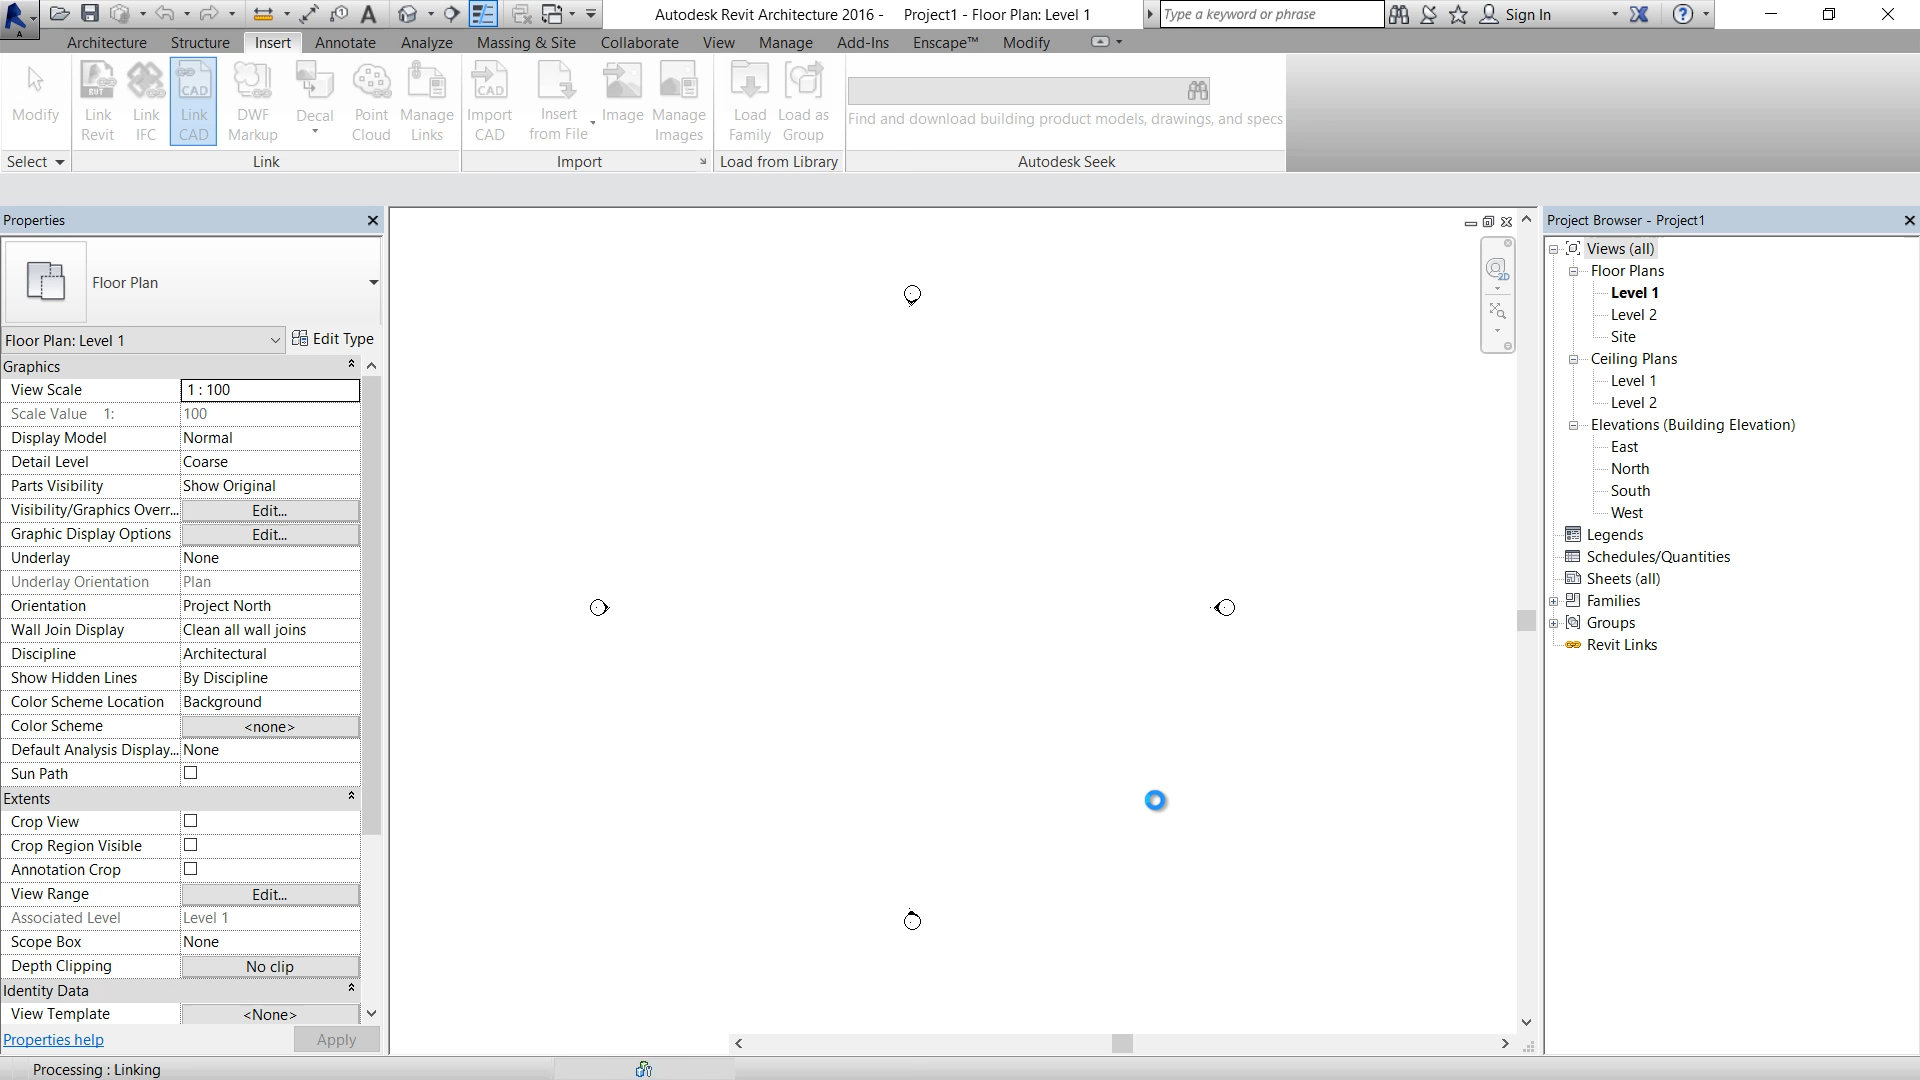 Autodesk Revit Architecture 2016 - Project1 - Floor Plan: Level 1
Type a keyword or phrase
Sign In
Architecture Structure Insert Annotate Analyze Massing & Site Collaborate View Manage Add-Ins Enscape™ Modify
Modify
Link Revit
Link IFC
Link CAD
DWF Markup
Decal
Point Cloud
Manage Links
Import CAD
Insert from File
Image
Manage Images
Load Family
Load as Group
Find and download building product models, drawings, and specs
Select
Link
Import
Load from Library
Autodesk Seek
Properties
Floor Plan
Floor Plan: Level 1
Edit Type
Graphics
View Scale 1 : 100
Scale Value 1: 100
Display Model Normal
Detail Level Coarse
Parts Visibility Show Original
Visibility/Graphics Overr... Edit...
Graphic Display Options Edit...
Underlay None
Underlay Orientation Plan
Orientation Project North
Wall Join Display Clean all wall joins
Discipline Architectural
Show Hidden Lines By Discipline
Color Scheme Location Background
Color Scheme <none>
Default Analysis Display... None
Sun Path
Extents
Crop View
Crop Region Visible
Annotation Crop
View Range Edit...
Associated Level Level 1
Scope Box None
Depth Clipping No clip
Identity Data
View Template <None>
Properties help
Apply
Processing : Linking
2D
Project Browser - Project1
Views (all)
Floor Plans
Level 1
Level 2
Site
Ceiling Plans
Level 1
Level 2
Elevations (Building Elevation)
East
North
South
West
Legends
Schedules/Quantities
Sheets (all)
Families
Groups
Revit Links